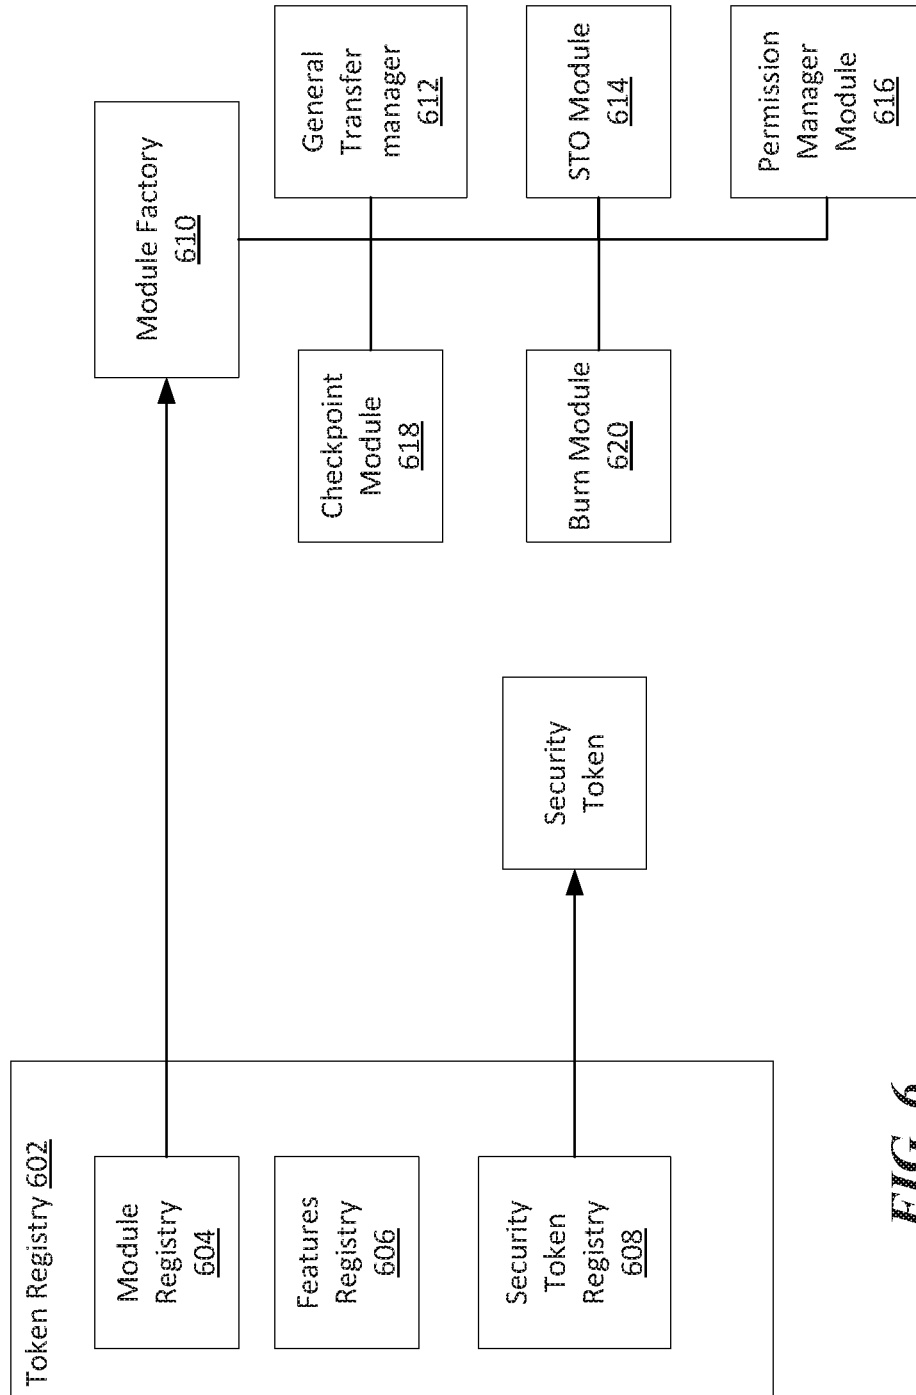 Token Registry 602
Module
Registry
604
Features
Registry
606
Security
Token
Registry
608
Security
Token
Module Factory
610
Checkpoint
Module
618
General
Transfer
manager
612
Burn Module
620
STO Module
614
Permission
Manager
Module
616
FIG. 6